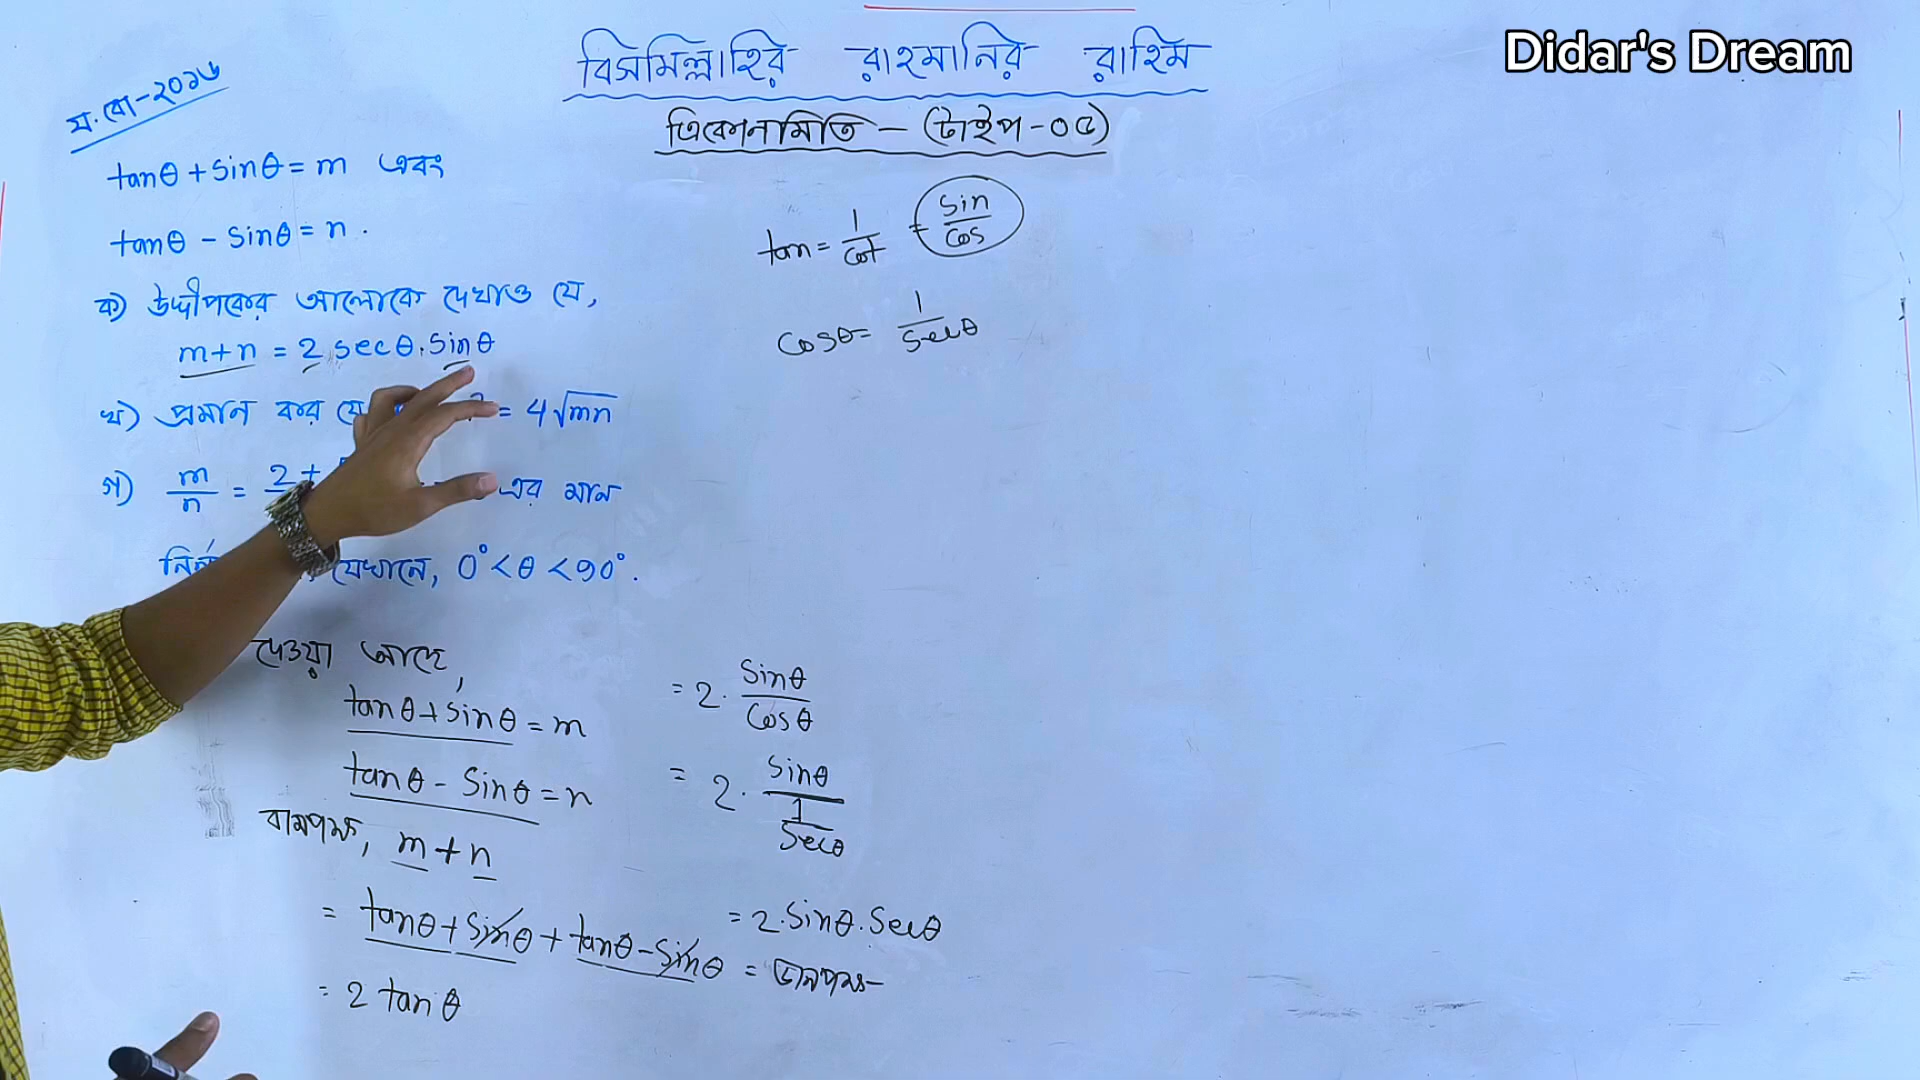 Didar's Dream
বিসমিল্লাহির রাহমানির রাহিম
ত্রিকোনমিতি – (টাইপ-০৫)
য. বো-২০১৬
tanθ + sinθ = m এবং
tanθ - sinθ = n .
ক) উদ্দীপকের আলোকে দেখাও যে,
m+n = 2 secθ. sinθ
খ) প্রমান কর যে = 4√mn
গ) m/n = এর মান
যেখানে, 0° < θ < 90°.
tan = 1/cot = sin/cos
cosθ = 1/secθ
দেওয়া আছে,
tanθ + sinθ = m
tanθ - sinθ = n
বামপক্ষ, m + n
= tanθ + sinθ + tanθ - sinθ
= 2 tanθ
= 2 . sinθ/cosθ
= 2 . sinθ/(1/secθ)
= 2. sinθ. secθ
= ডানপক্ষ